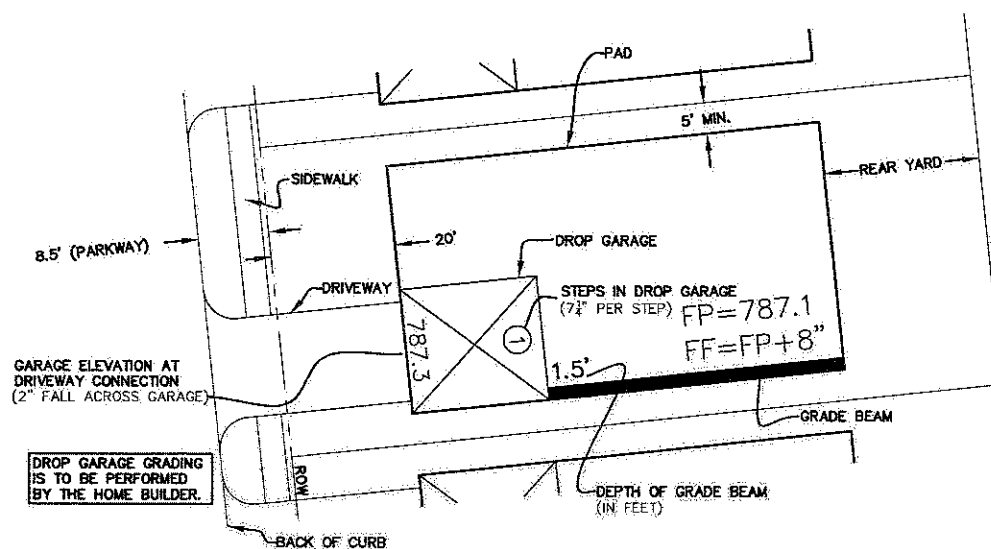 PAD
5' MIN.
REAR YARD
SIDEWALK
8.5' (PARKWAY)
20'
DROP GARAGE
DRIVEWAY
STEPS IN DROP GARAGE
(7¼" PER STEP)
FP=787.1
FF=FP+8"
1
787.3
1.5'
GARAGE ELEVATION AT
DRIVEWAY CONNECTION
(2" FALL ACROSS GARAGE)
GRADE BEAM
DROP GARAGE GRADING
IS TO BE PERFORMED
BY THE HOME BUILDER.
ROW
DEPTH OF GRADE BEAM
(IN FEET)
BACK OF CURB